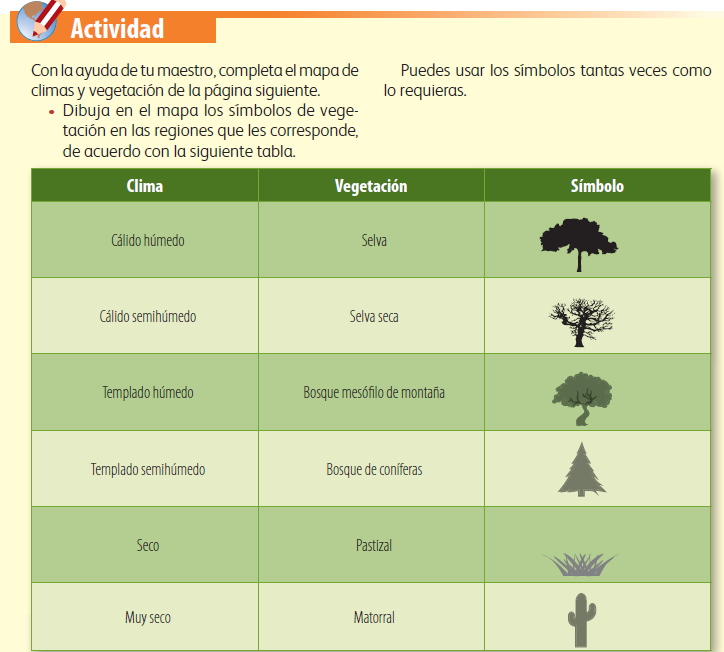 Actividad
Con la ayuda de tu maestro, completa el mapa de
climas y vegetación de la página siguiente.
• Dibuja en el mapa los símbolos de vege-
tación en las regiones que les corresponde,
de acuerdo con la siguiente tabla.
Puedes usar los símbolos tantas veces como
lo requieras.
Clima Vegetación Símbolo
Cálido húmedo Selva
Cálido semihúmedo Selva seca
Templado húmedo Bosque mesófilo de montaña
Templado semihúmedo Bosque de coníferas
Seco Pastizal
Muy seco Matorral